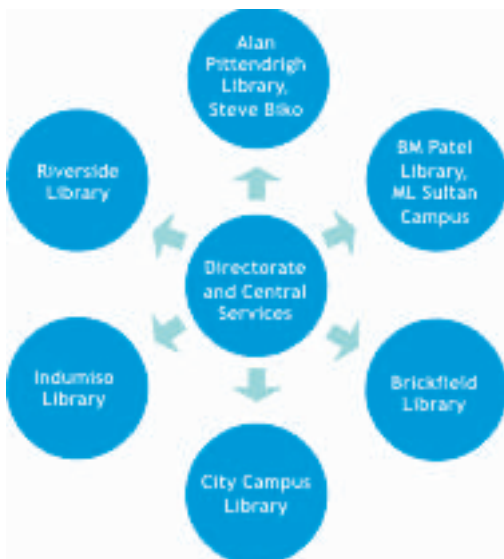 Alan
Pittendrigh
Library,
Steve Biko
BM Patel
Library,
ML Sultan
Campus
Riverside
Library
Directorate
and Central
Services
Indumiso
Library
Brickfield
Library
City Campus
Library